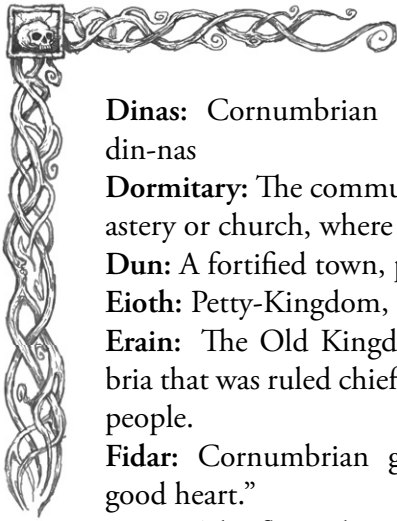 Dinas: Cornumbrian
din-nas
Dormitary: The commu
astery or church, where
Dun: A fortified town, p
Eioth: Petty-Kingdom,
Erain: The Old Kingd
bria that was ruled chief
people.
Fidar: Cornumbrian g
good heart.”